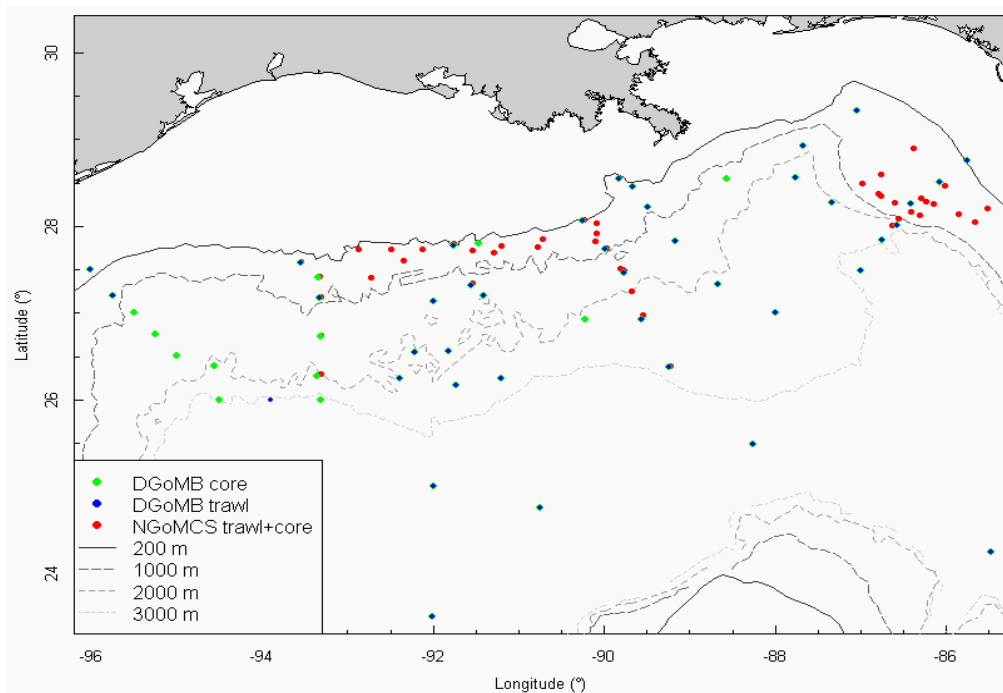 30
28
26
24
Latitude (°)
DGoMB core
DGoMB trawl
NGoMCS trawl+core
200 m
1000 m
2000 m
3000 m
-96 -94 -92 -90 -88 -86
Longitude (°)